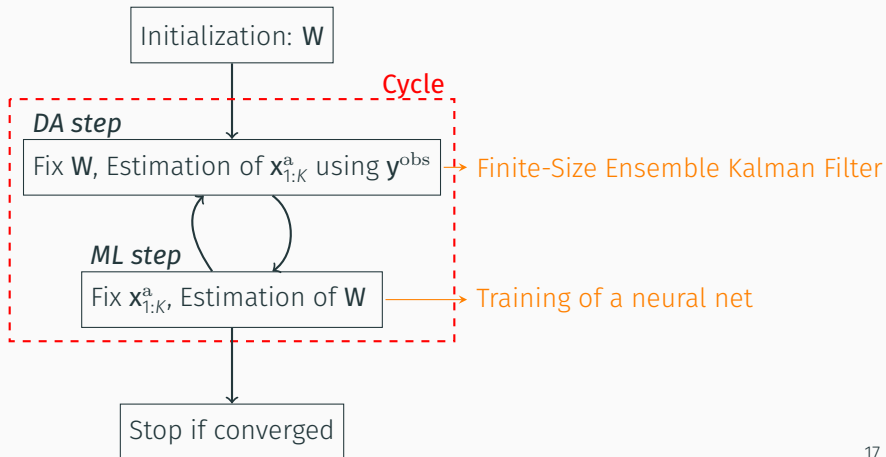 Initialization: W
Cycle
DA step
Fix W, Estimation of x^a_{1:K} using y^obs
Finite-Size Ensemble Kalman Filter
ML step
Fix x^a_{1:K}, Estimation of W
Training of a neural net
Stop if converged
17